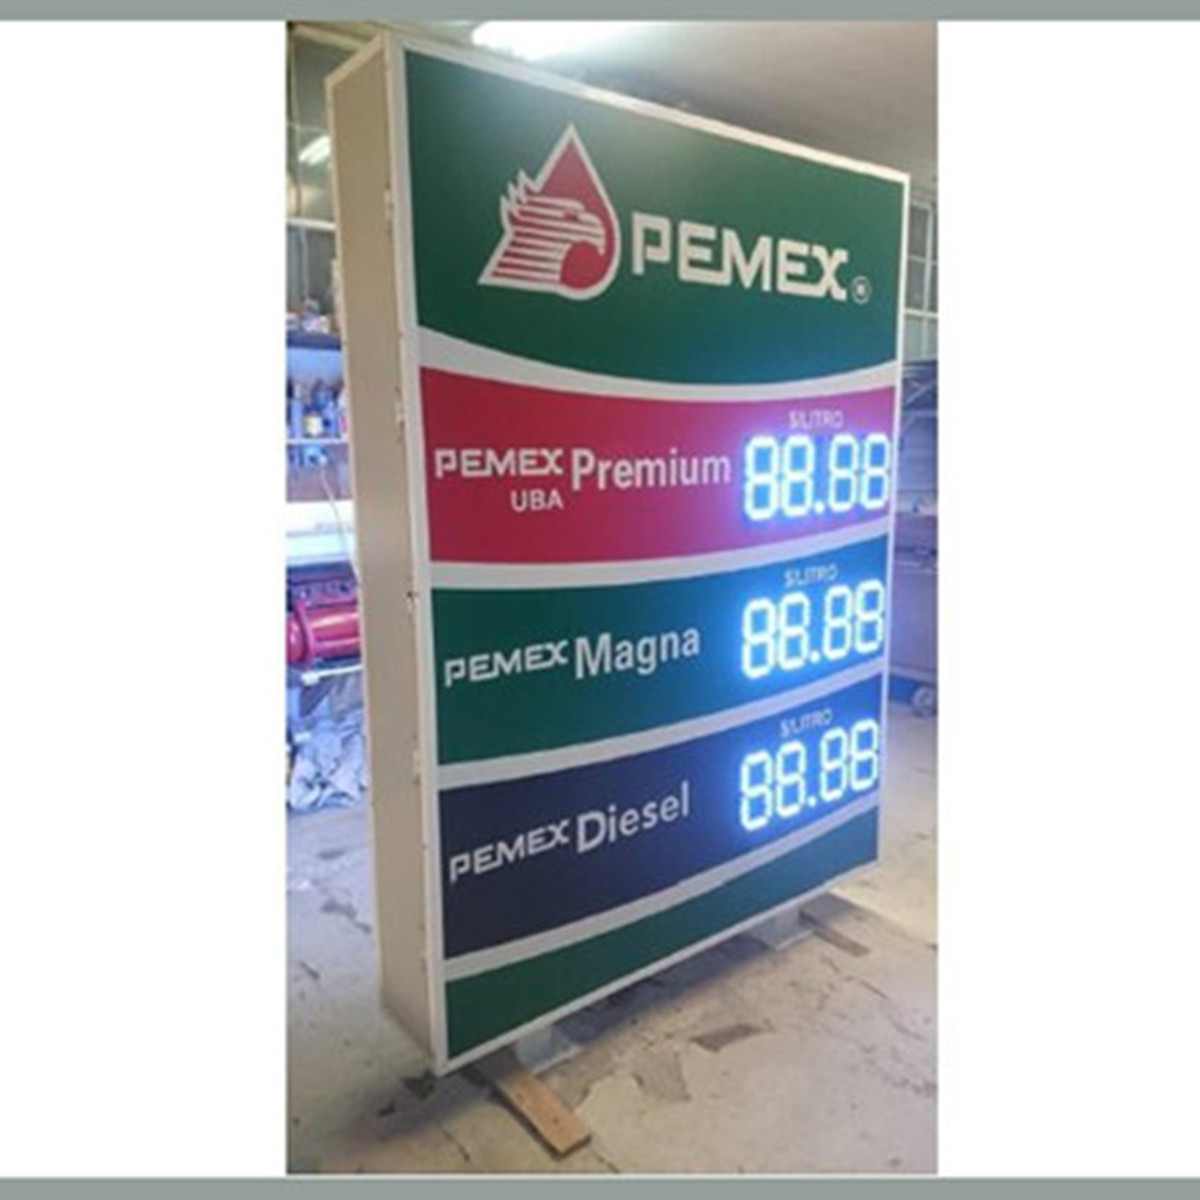 PEMEX ®
$/LITRO
PEMEX Premium 88.88
UBA
$/LITRO
PEMEX Magna 88.88
$/LITRO
PEMEX Diesel 88.88